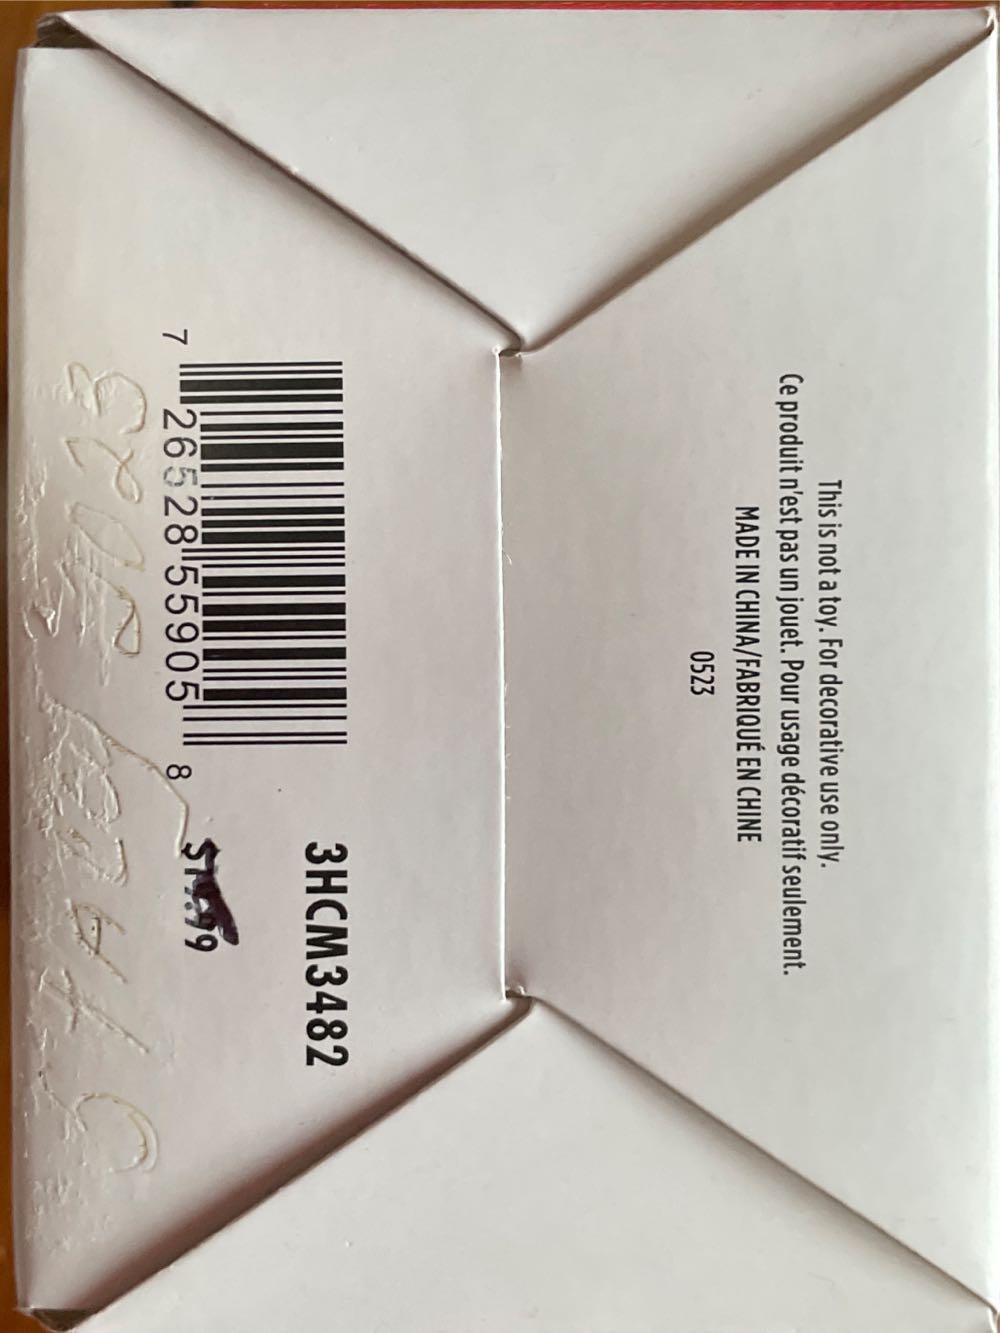 This is not a toy. For decorative use only.
Ce produit n'est pas un jouet. Pour usage décoratif seulement.
MADE IN CHINA/FABRIQUÉ EN CHINE
0523
3HCM3482
7 26528 55905 8